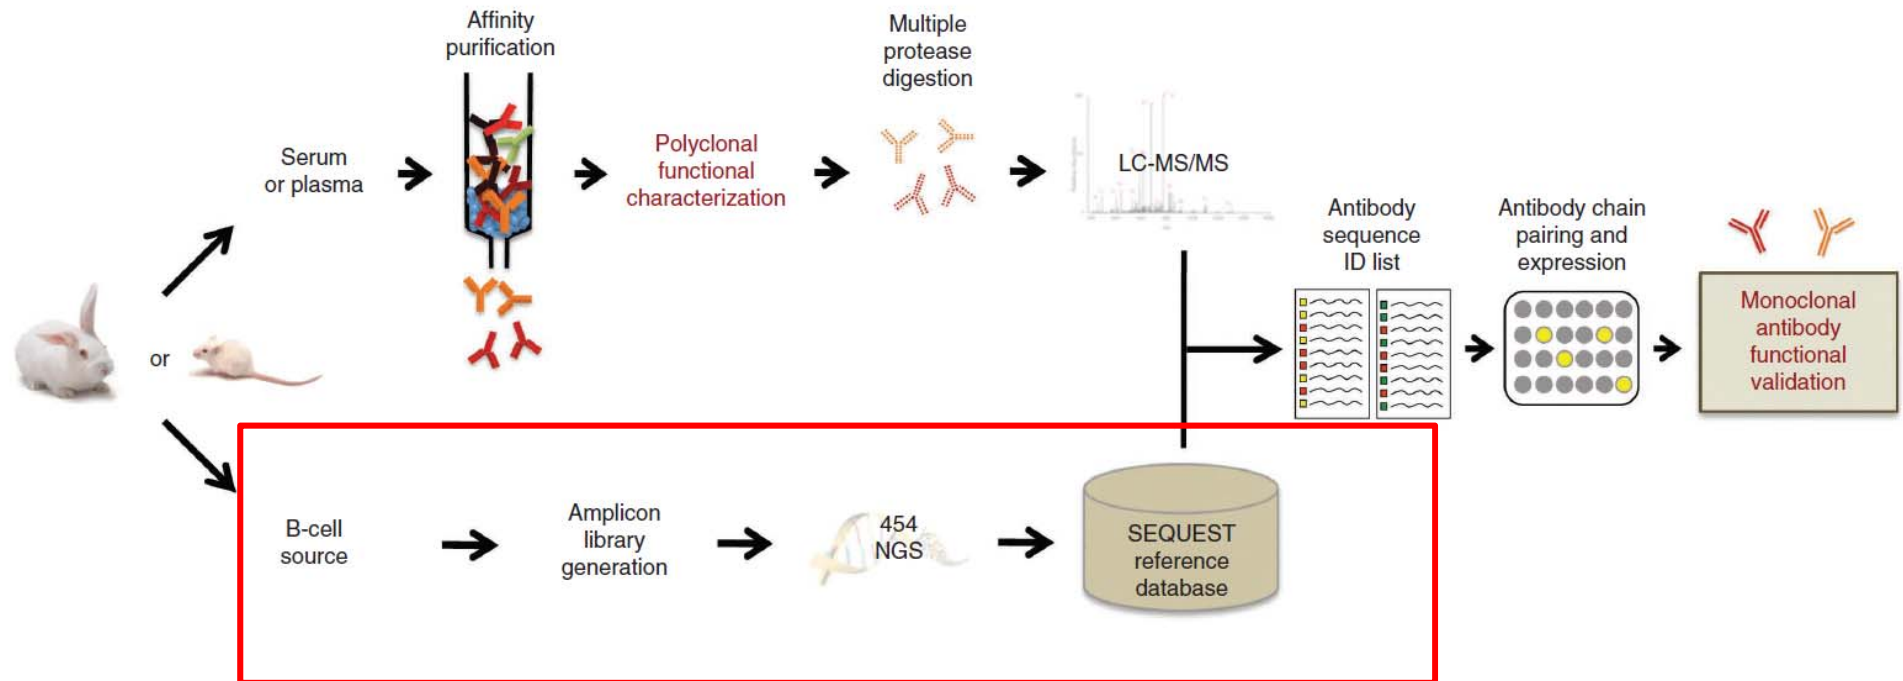 Affinity
purification
Multiple
protease
digestion
Serum
or plasma
Polyclonal
functional
characterization
LC-MS/MS
Antibody
sequence
ID list
Antibody chain
pairing and
expression
Monoclonal
antibody
functional
validation
or
B-cell
source
Amplicon
library
generation
454
NGS
SEQUEST
reference
database